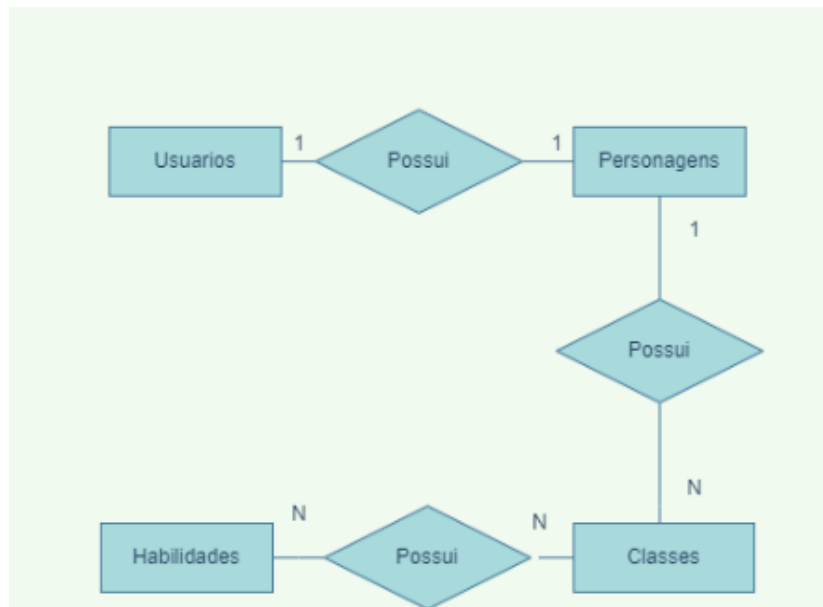 Usuarios
1
Possui
1
Personagens
1
Possui
N
Habilidades
N
Possui
N
Classes